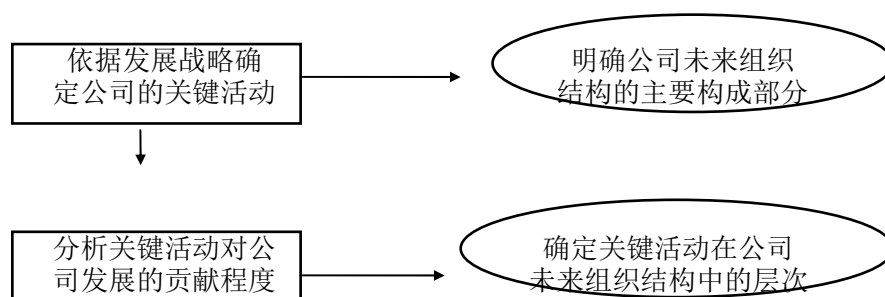 依据发展战略确
定公司的关键活动
明确公司未来组织
结构的主要构成部分
分析关键活动对公
司发展的贡献程度
确定关键活动在公司
未来组织结构中的层次